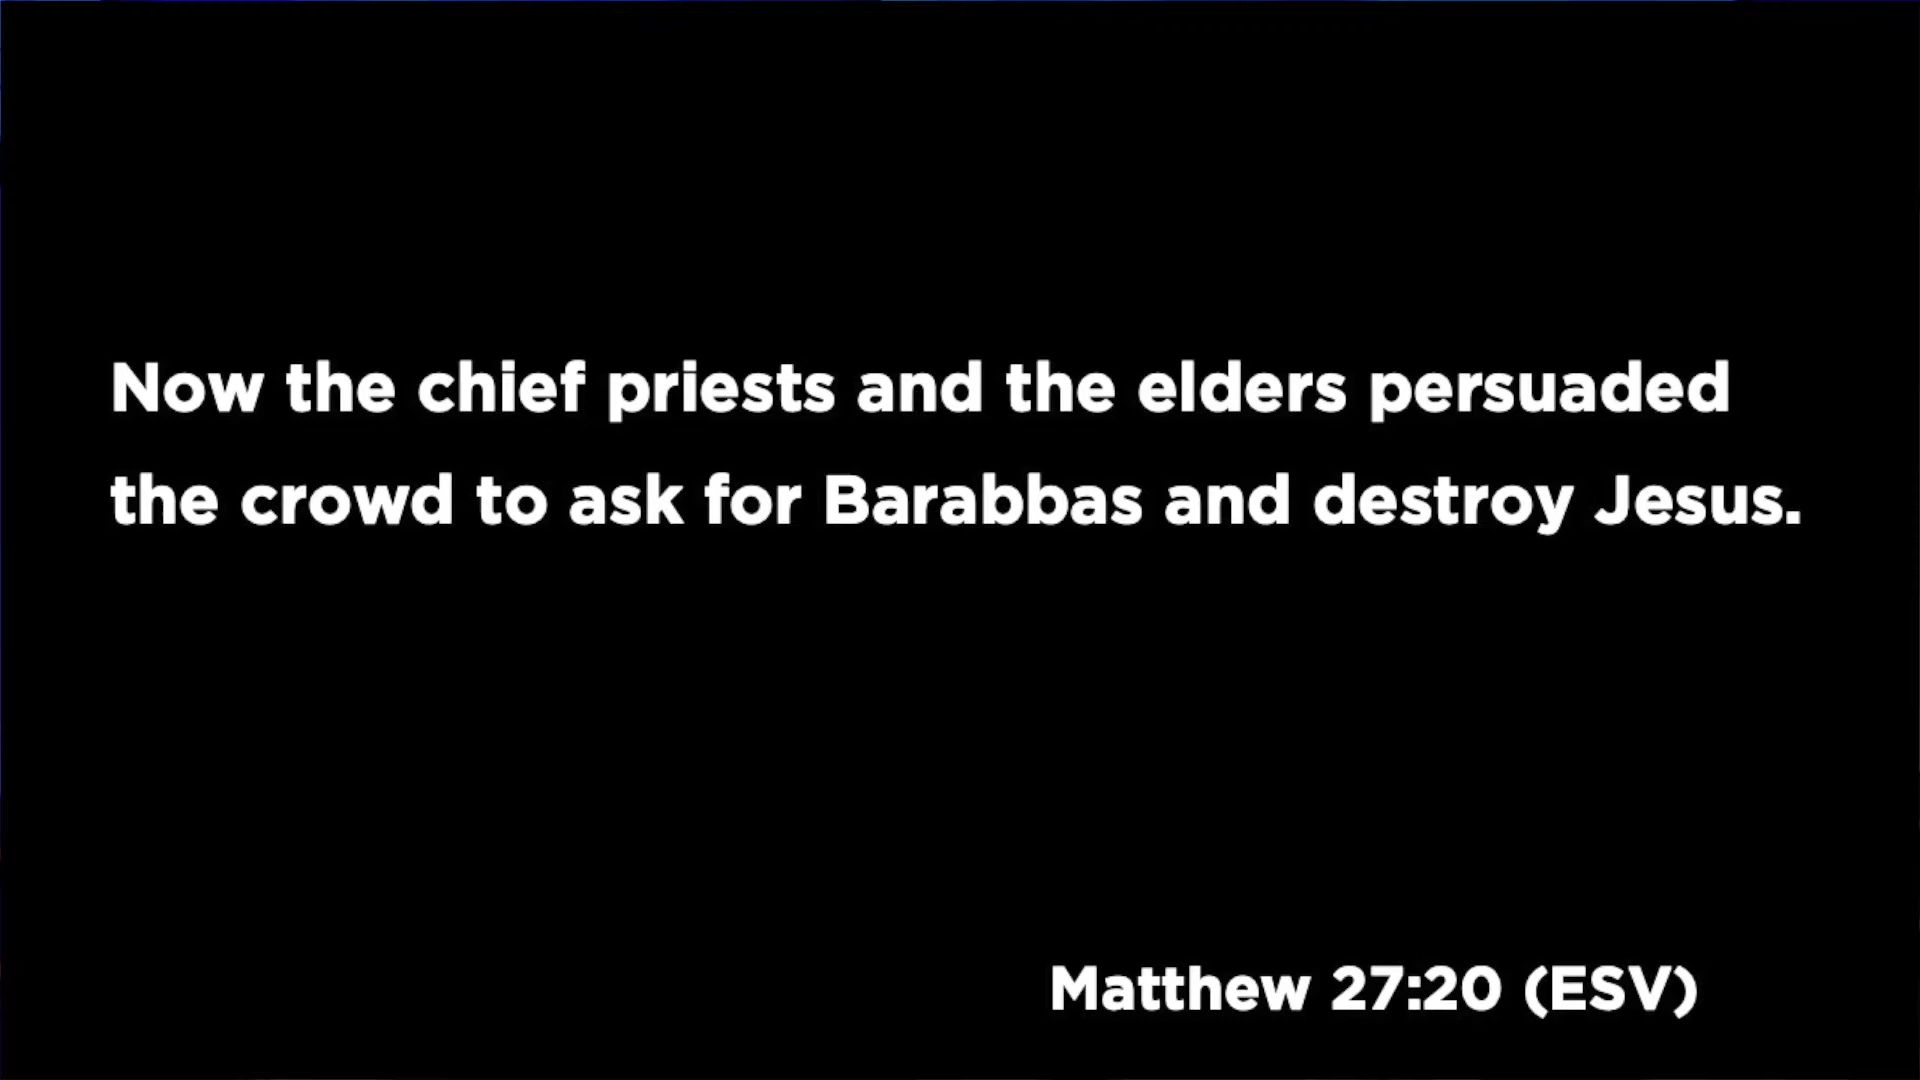 Now the chief priests and the elders persuaded
the crowd to ask for Barabbas and destroy Jesus.
Matthew 27:20 (ESV)